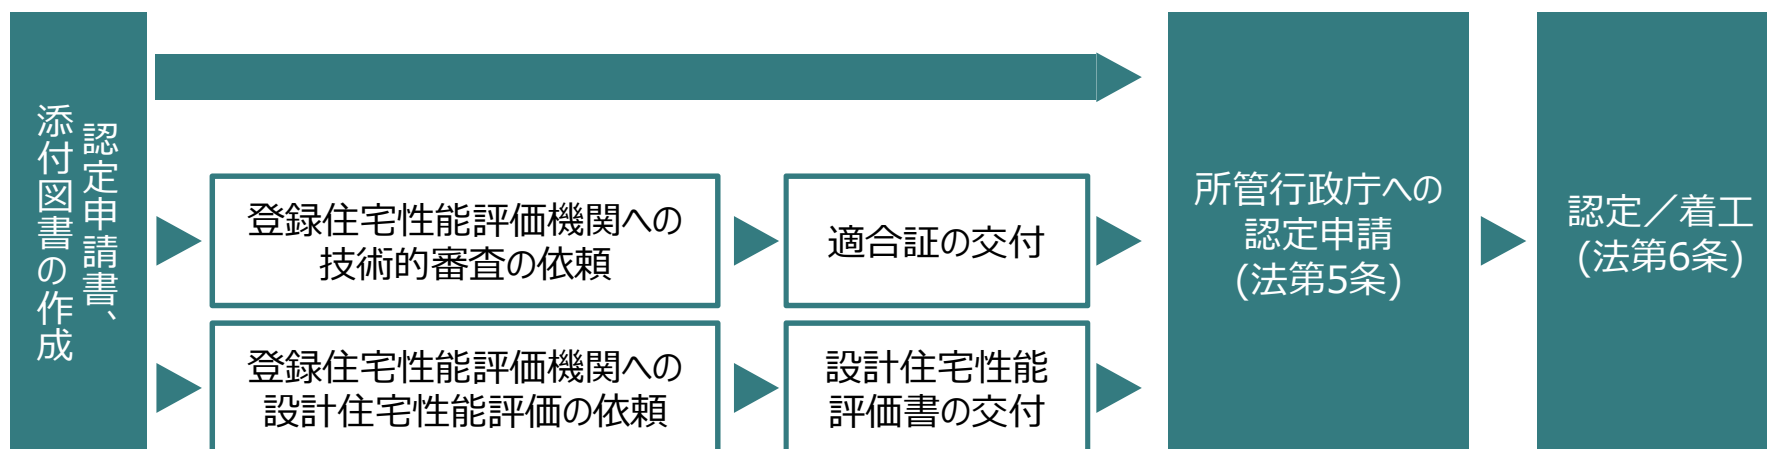 認定申請書、
添付図書の作成
登録住宅性能評価機関への
技術的審査の依頼
適合証の交付
登録住宅性能評価機関への
設計住宅性能評価の依頼
設計住宅性能
評価書の交付
所管行政庁への
認定申請
(法第5条)
認定／着工
(法第6条)